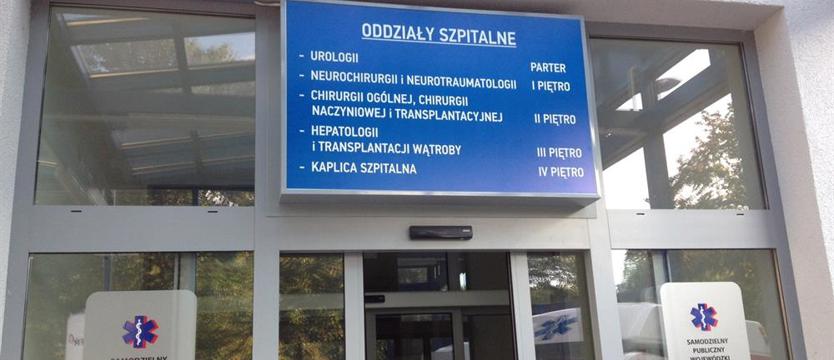 ODDZIAŁY SZPITALNE
- UROLOGII PARTER
- NEUROCHIRURGII i NEUROTRAUMATOLOGII I PIĘTRO
- CHIRURGII OGÓLNEJ, CHIRURGII
NACZYNIOWEJ i TRANSPLANTACYJNEJ II PIĘTRO
- HEPATOLOGII
i TRANSPLANTACJI WĄTROBY III PIĘTRO
- KAPLICA SZPITALNA IV PIĘTRO
SAMODZIELNY
SAMODZIELNY
PUBLICZNY
WOJEWÓDZKI